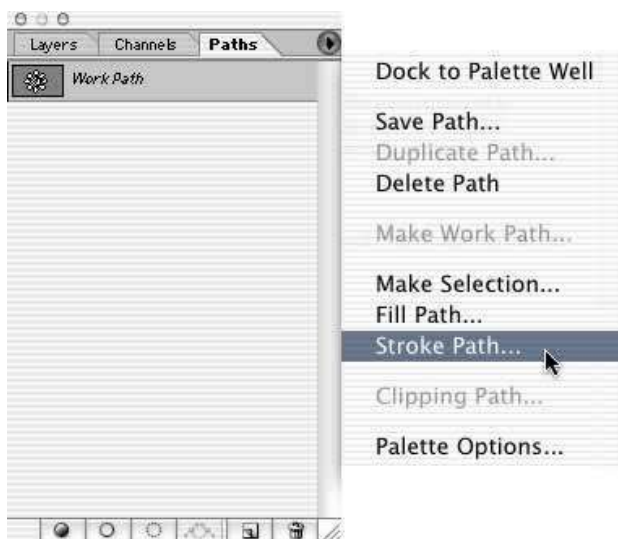 Layers Channels Paths
Work Path
Dock to Palette Well
Save Path...
Duplicate Path...
Delete Path
Make Work Path...
Make Selection...
Fill Path...
Stroke Path...
Clipping Path...
Palette Options...